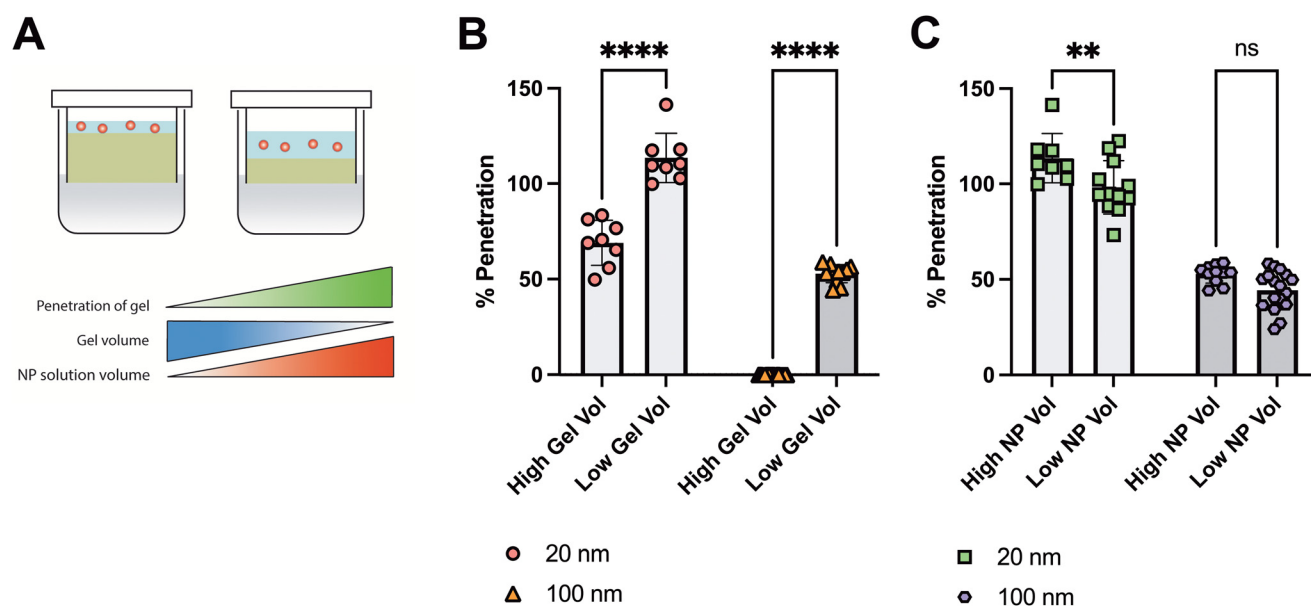 A
Penetration of gel
Gel volume
NP solution volume
B
****
****
% Penetration
150
100
50
0
High Gel Vol
Low Gel Vol
High Gel Vol
Low Gel Vol
20 nm
100 nm
C
**
ns
% Penetration
150
100
50
0
High NP Vol
Low NP Vol
High NP Vol
Low NP Vol
20 nm
100 nm